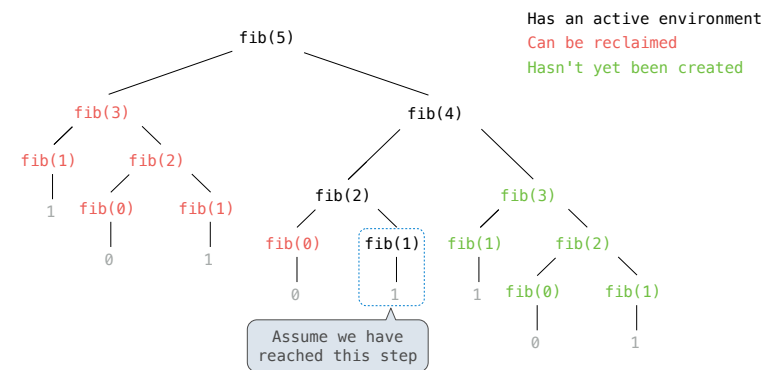 Has an active environment
Can be reclaimed
Hasn't yet been created
fib(5)
fib(3)
fib(4)
fib(1) fib(2)
fib(2)
fib(3)
1 fib(0) fib(1)
fib(0) fib(1) fib(1) fib(2)
0 1
0 1 1 fib(0) fib(1)
0 1
Assume we have
reached this step